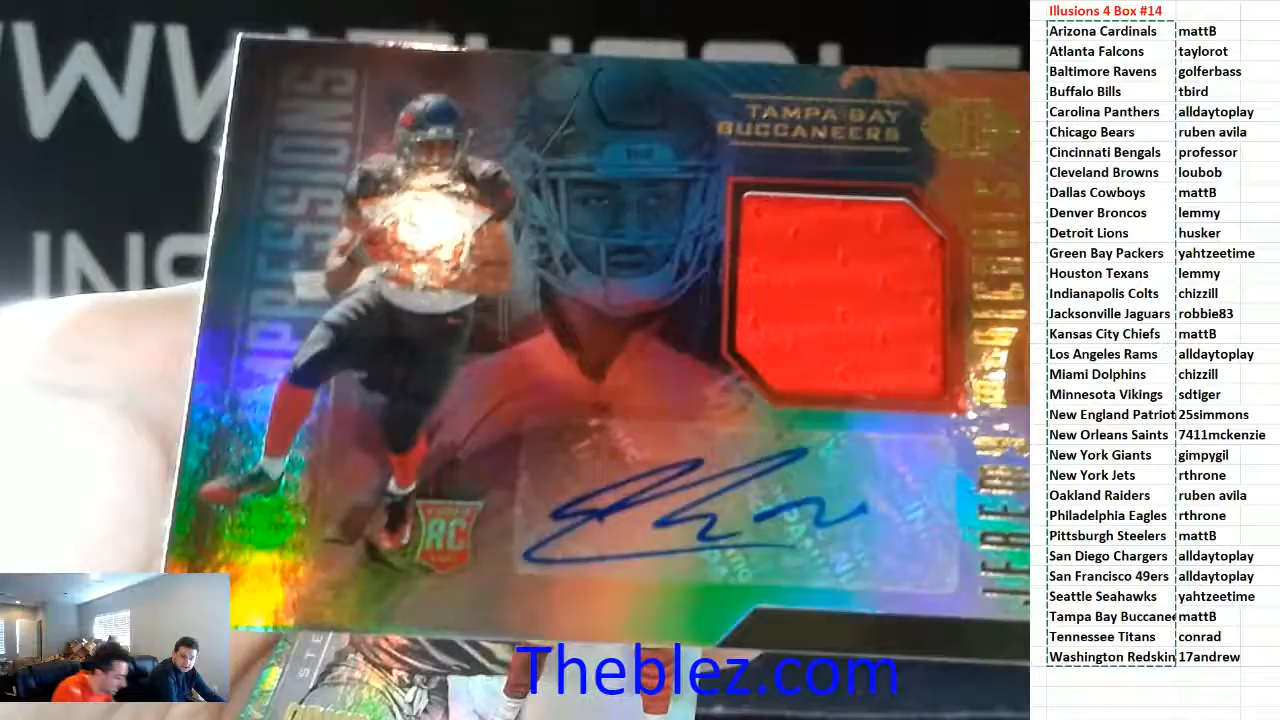 Illusions 4 Box #14
Arizona Cardinals mattB
Atlanta Falcons taylorot
Baltimore Ravens golferbass
Buffalo Bills tbird
Carolina Panthers alldaytoplay
Chicago Bears ruben avila
Cincinnati Bengals professor
Cleveland Browns loubob
Dallas Cowboys mattB
Denver Broncos lemmy
Detroit Lions husker
Green Bay Packers yahtzeetime
Houston Texans lemmy
Indianapolis Colts chizzill
Jacksonville Jaguars robbie83
Kansas City Chiefs mattB
Los Angeles Rams alldaytoplay
Miami Dolphins chizzill
Minnesota Vikings sdtiger
New England Patriot 25simmons
New Orleans Saints 7411mckenzie
New York Giants gimpygil
New York Jets rthrone
Oakland Raiders ruben avila
Philadelphia Eagles rthrone
Pittsburgh Steelers mattB
San Diego Chargers alldaytoplay
San Francisco 49ers alldaytoplay
Seattle Seahawks yahtzeetime
Tampa Bay Buccane mattB
Tennessee Titans conrad
Washington Redskin 17andrew
TAMPA BAY
BUCCANEERS
RC
Theblez.com